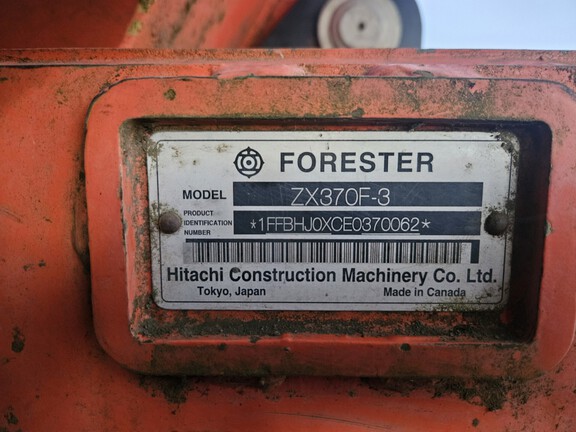 FORESTER
MODEL ZX370F-3
PRODUCT IDENTIFICATION NUMBER *1FFBHJ0XCE0370062*
Hitachi Construction Machinery Co. Ltd.
Tokyo, Japan Made in Canada